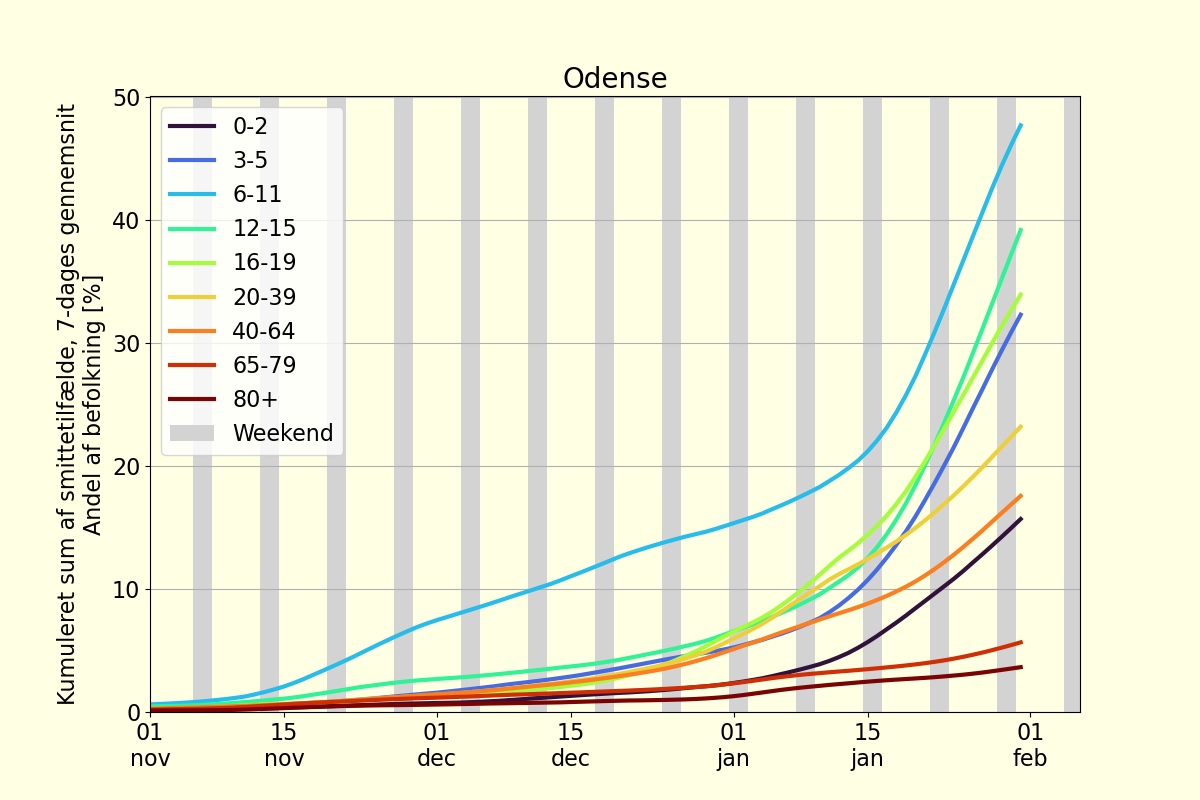 Odense
Kumuleret sum af smittetilfælde, 7-dages gennemsnit
Andel af befolkning [%]
50
40
30
20
10
0
0-2
3-5
6-11
12-15
16-19
20-39
40-64
65-79
80+
Weekend
01 15 01 15 01 15 01
nov nov dec dec jan jan feb